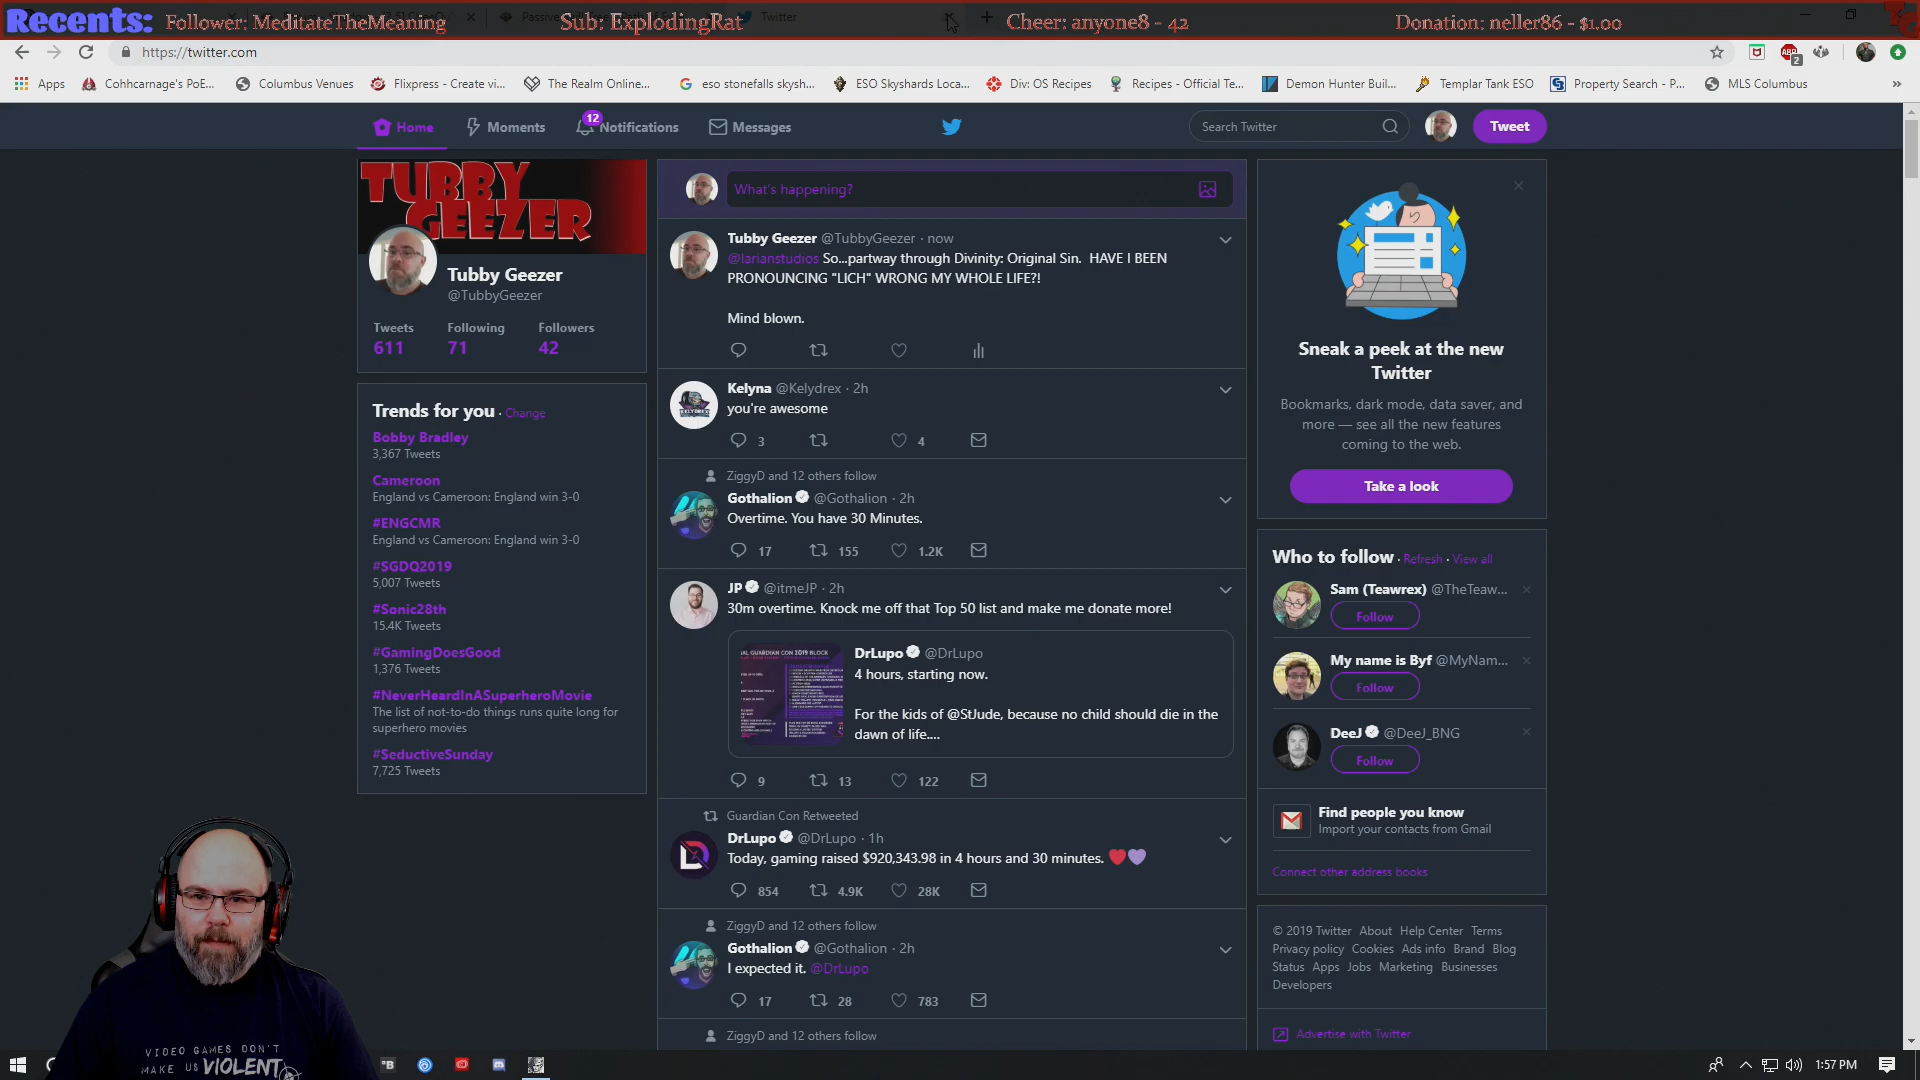 Recents:
Follower: MeditateTheMeaning
Sub: ExplodingRat
Cheer: anyone8 - 42
Donation: neller86 - $1.00
Twitter
https://twitter.com
2
Apps
Cohhcarnage's PoE...
Columbus Venues
Flixpress - Create vi...
The Realm Online...
eso stonefalls skysh...
ESO Skyshards Loca...
Div: OS Recipes
Recipes - Official Te...
Demon Hunter Buil...
Templar Tank ESO
Property Search - P...
MLS Columbus
»
Home
Moments
12
Notifications
Messages
Search Twitter
Tweet
TUBBY
GEEZER
Tubby Geezer
@TubbyGeezer
Tweets Following Followers
611 71 42
Trends for you · Change
Bobby Bradley
3,367 Tweets
Cameroon
England vs Cameroon: England win 3-0
#ENGCMR
England vs Cameroon: England win 3-0
#SGDQ2019
5,007 Tweets
#Sonic28th
15.4K Tweets
#GamingDoesGood
1,376 Tweets
#NeverHeardInASuperheroMovie
The list of not-to-do things runs quite long for
superhero movies
#SeductiveSunday
7,725 Tweets
What's happening?
Tubby Geezer @TubbyGeezer · now
@larianstudios So...partway through Divinity: Original Sin. HAVE I BEEN
PRONOUNCING "LICH" WRONG MY WHOLE LIFE?!
Mind blown.
Kelyna @Kelydrex · 2h
you're awesome
3 4
ZiggyD and 12 others follow
Gothalion @Gothalion · 2h
Overtime. You have 30 Minutes.
17 155 1.2K
JP @itmeJP · 2h
30m overtime. Knock me off that Top 50 list and make me donate more!
DrLupo @DrLupo
4 hours, starting now.
For the kids of @StJude, because no child should die in the
dawn of life....
9 13 122
Guardian Con Retweeted
DrLupo @DrLupo · 1h
Today, gaming raised $920,343.98 in 4 hours and 30 minutes.
854 4.9K 28K
ZiggyD and 12 others follow
Gothalion @Gothalion · 2h
I expected it. @DrLupo
17 28 783
ZiggyD and 12 others follow
Sneak a peek at the new
Twitter
Bookmarks, dark mode, data saver, and
more — see all the new features
coming to the web.
Take a look
Who to follow · Refresh · View all
Sam (Teawrex) @TheTeaw...
Follow
My name is Byf @MyNam...
Follow
DeeJ @DeeJ_BNG
Follow
Find people you know
Import your contacts from Gmail
Connect other address books
© 2019 Twitter About Help Center Terms
Privacy policy Cookies Ads info Brand Blog
Status Apps Jobs Marketing Businesses
Developers
Advertise with Twitter
VIDEO GAMES DON'T
MAKE US VIOLENT
1:57 PM